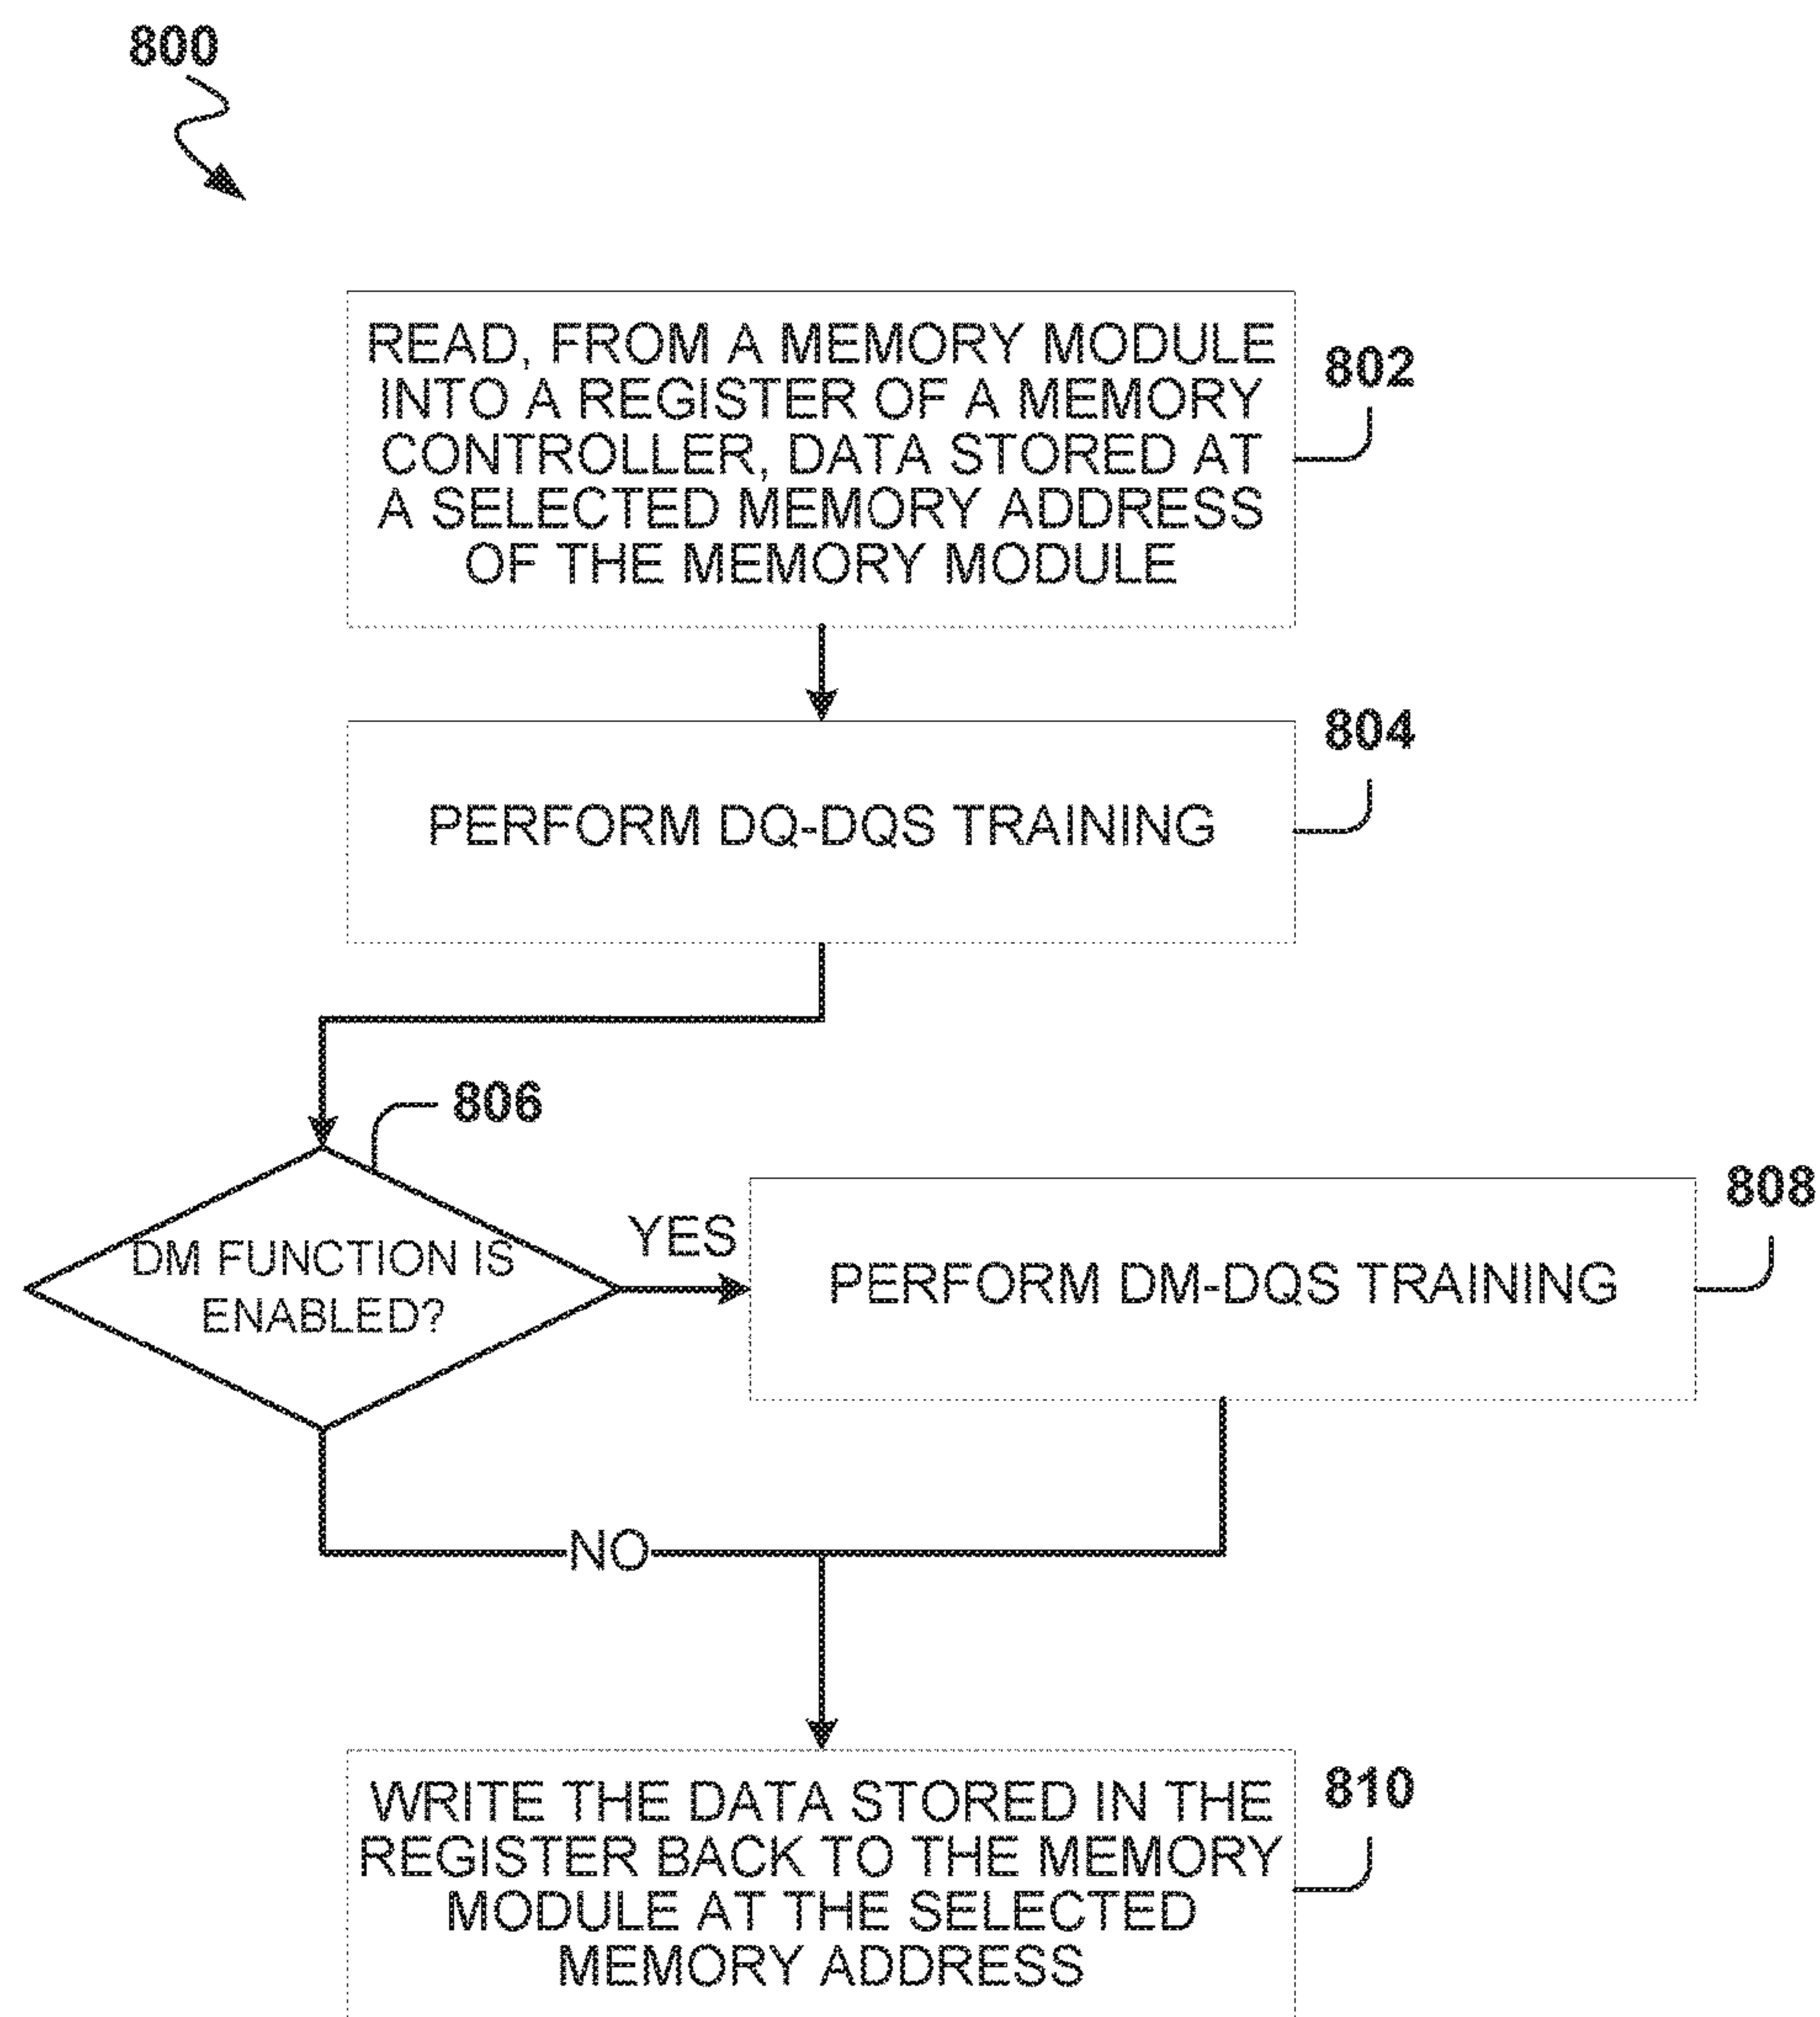 800
READ, FROM A MEMORY MODULE
INTO A REGISTER OF A MEMORY
CONTROLLER, DATA STORED AT
A SELECTED MEMORY ADDRESS
OF THE MEMORY MODULE
802
PERFORM DQ-DQS TRAINING
804
806
DM FUNCTION IS
ENABLED?
YES
PERFORM DM-DQS TRAINING
808
NO
WRITE THE DATA STORED IN THE
REGISTER BACK TO THE MEMORY
MODULE AT THE SELECTED
MEMORY ADDRESS
810